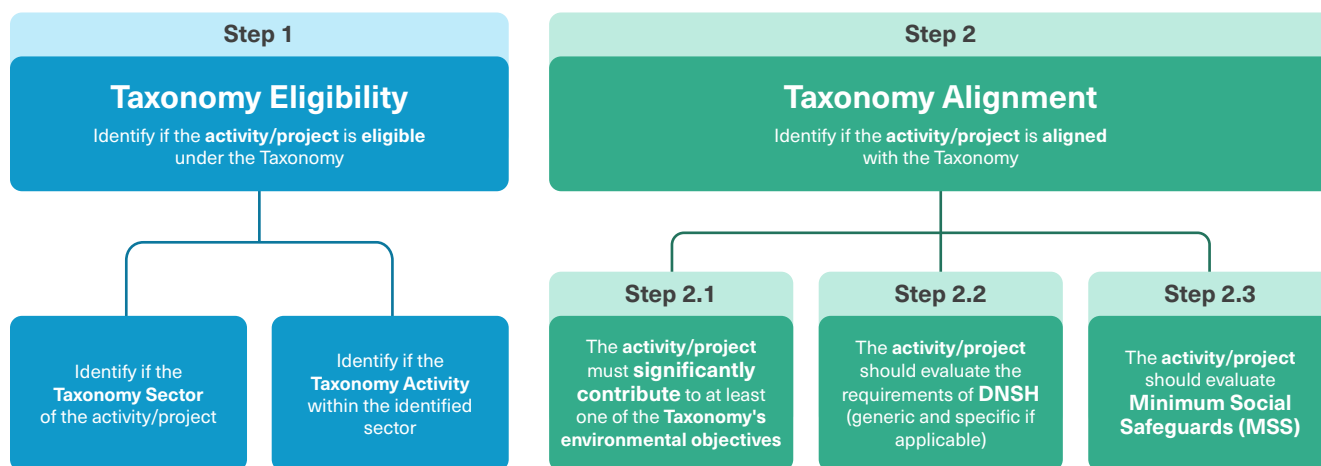 Step 1
Taxonomy Eligibility
Identify if the activity/project is eligible
under the Taxonomy
Identify if the
Taxonomy Sector
of the activity/project
Identify if the
Taxonomy Activity
within the identified
sector
Step 2
Taxonomy Alignment
Identify if the activity/project is aligned
with the Taxonomy
Step 2.1
The activity/project
must significantly
contribute to at least
one of the Taxonomy's
environmental objectives
Step 2.2
The activity/project
should evaluate the
requirements of DNSH
(generic and specific if
applicable)
Step 2.3
The activity/project
should evaluate
Minimum Social
Safeguards (MSS)